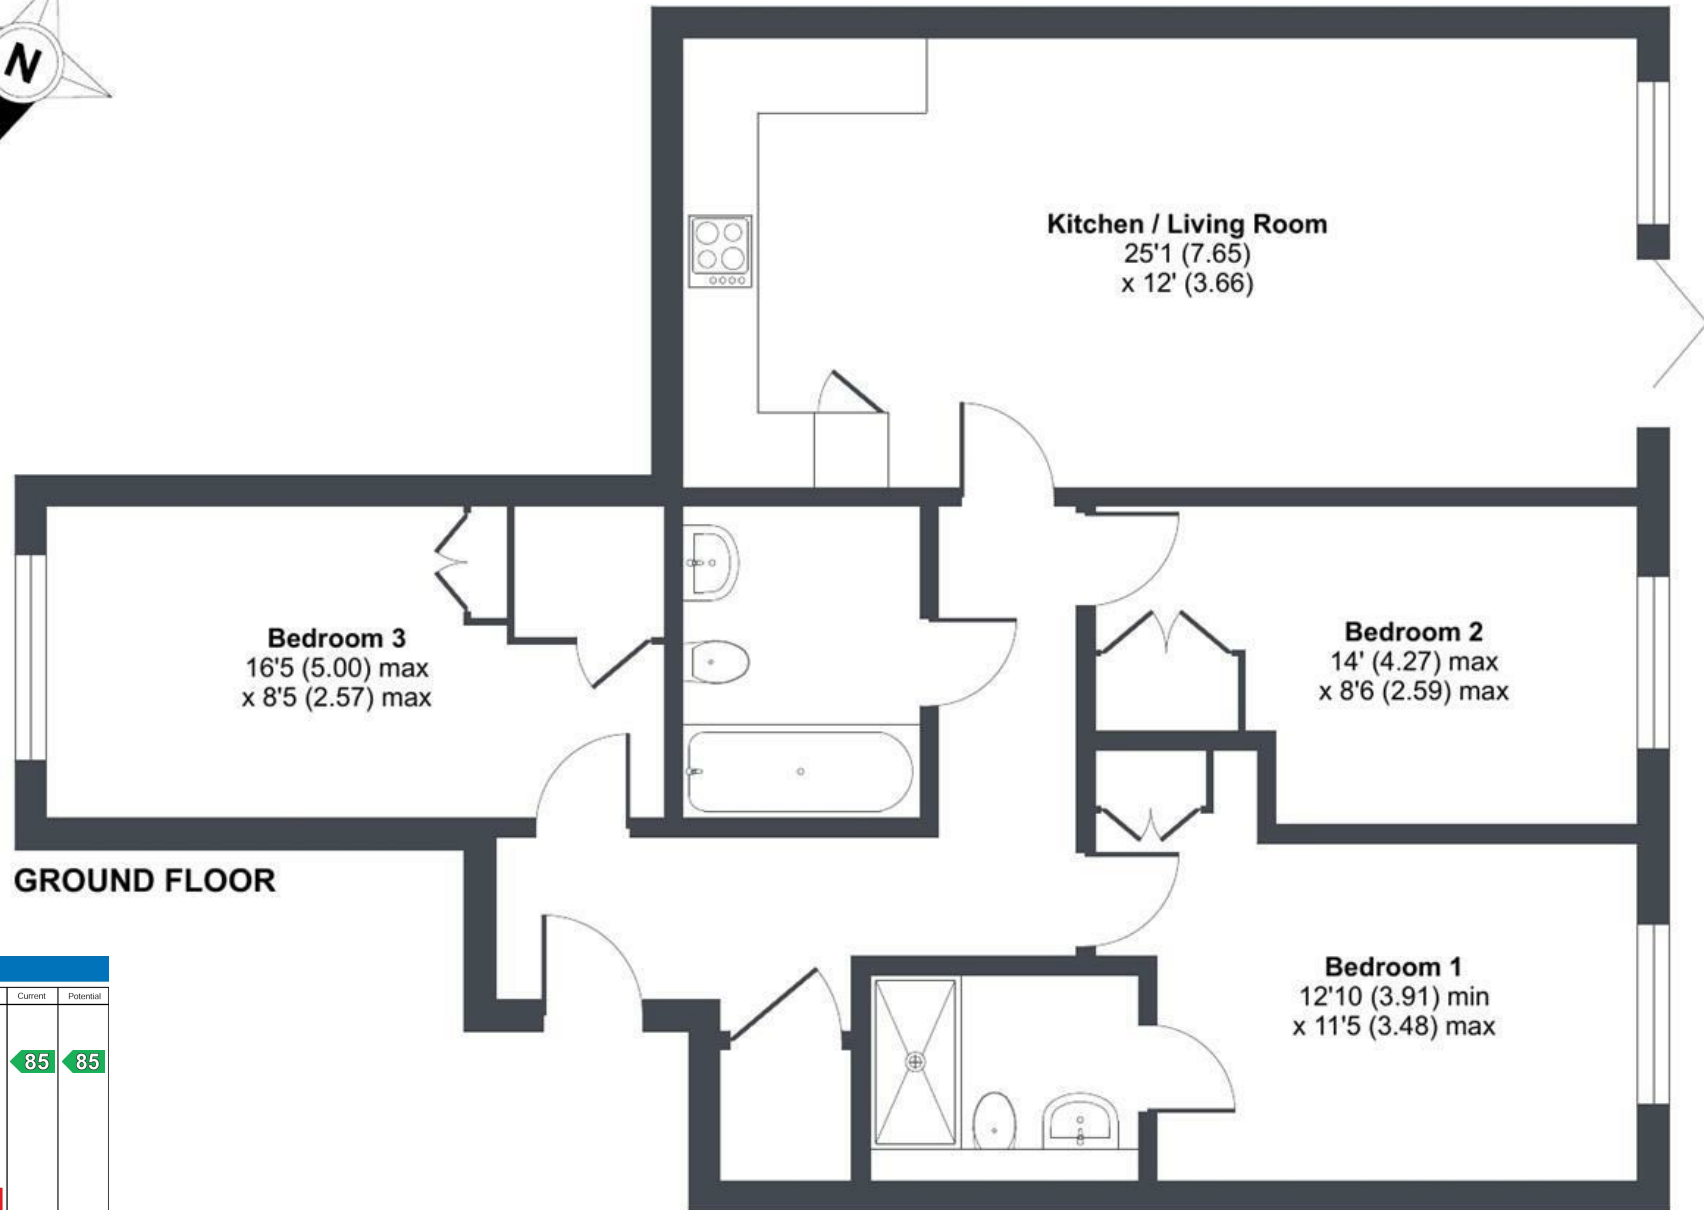 N
Kitchen / Living Room
25'1 (7.65)
x 12' (3.66)
Bedroom 3
16'5 (5.00) max
x 8'5 (2.57) max
Bedroom 2
14' (4.27) max
x 8'6 (2.59) max
GROUND FLOOR
Bedroom 1
12'10 (3.91) min
x 11'5 (3.48) max
Current Potential
85 85